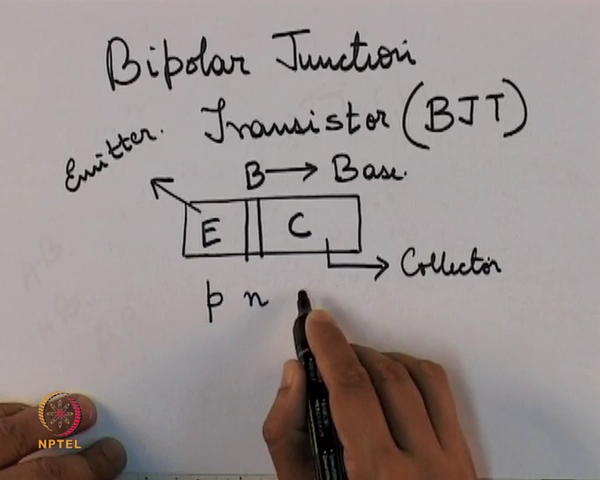 Bipolar Junction
Transistor (BJT)
Emitter.
B → Base.
E C
Collector
p n
NPTEL